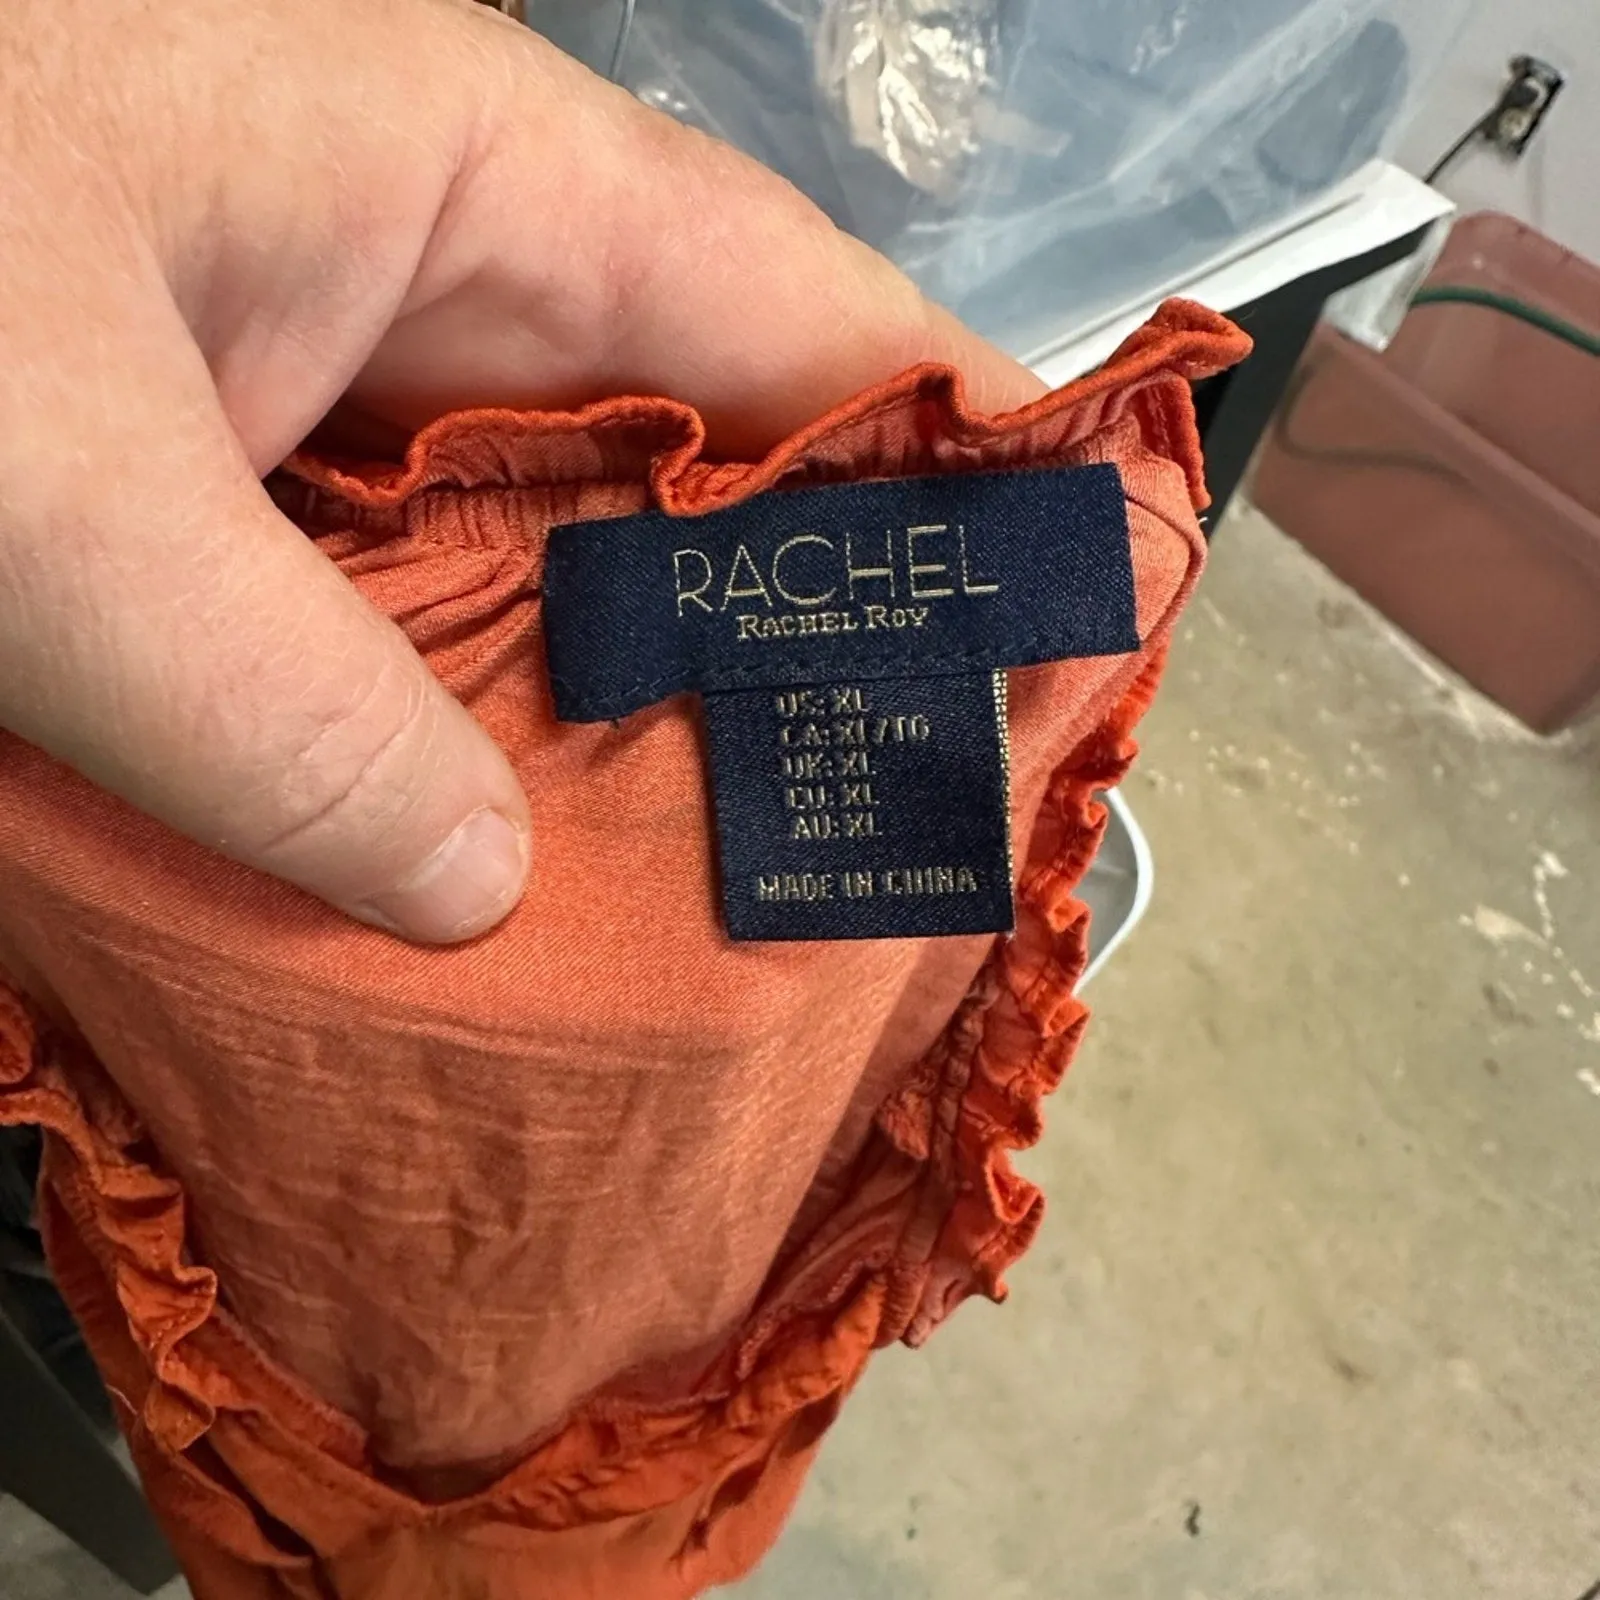 RACHEL
RACHEL ROY
US: XL
CA: XL/TG
UK: XL
EU: XL
AU: XL
MADE IN CHINA